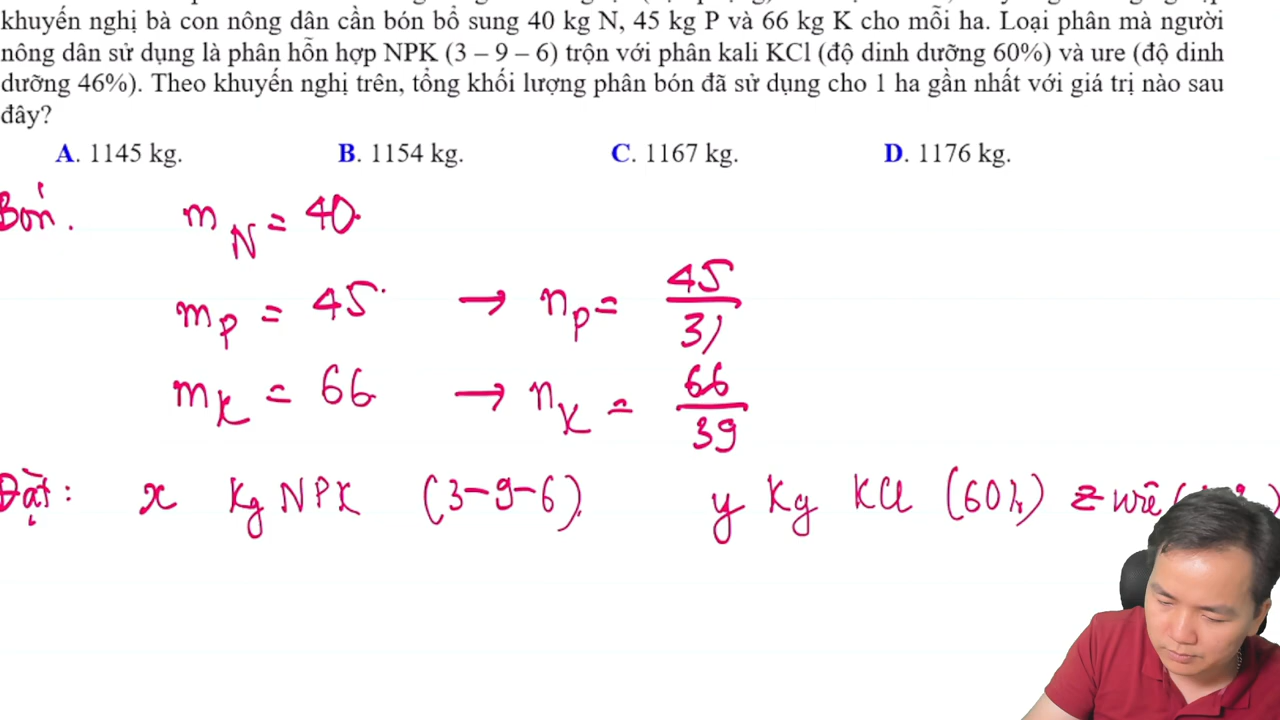 khuyến nghị bà con nông dân cần bón bổ sung 40 kg N, 45 kg P và 66 kg K cho mỗi ha. Loại phân mà người
nông dân sử dụng là phân hỗn hợp NPK (3 – 9 – 6) trộn với phân kali KCl (độ dinh dưỡng 60%) và ure (độ dinh
dưỡng 46%). Theo khuyến nghị trên, tổng khối lượng phân bón đã sử dụng cho 1 ha gần nhất với giá trị nào sau
đây?
A. 1145 kg. B. 1154 kg. C. 1167 kg. D. 1176 kg.
Bón. m_N = 40
m_P = 45 → n_P = 45/31
m_K = 66 → n_K = 66/39
Đặt: x kg NPK (3-9-6). y kg KCl (60%) z urê